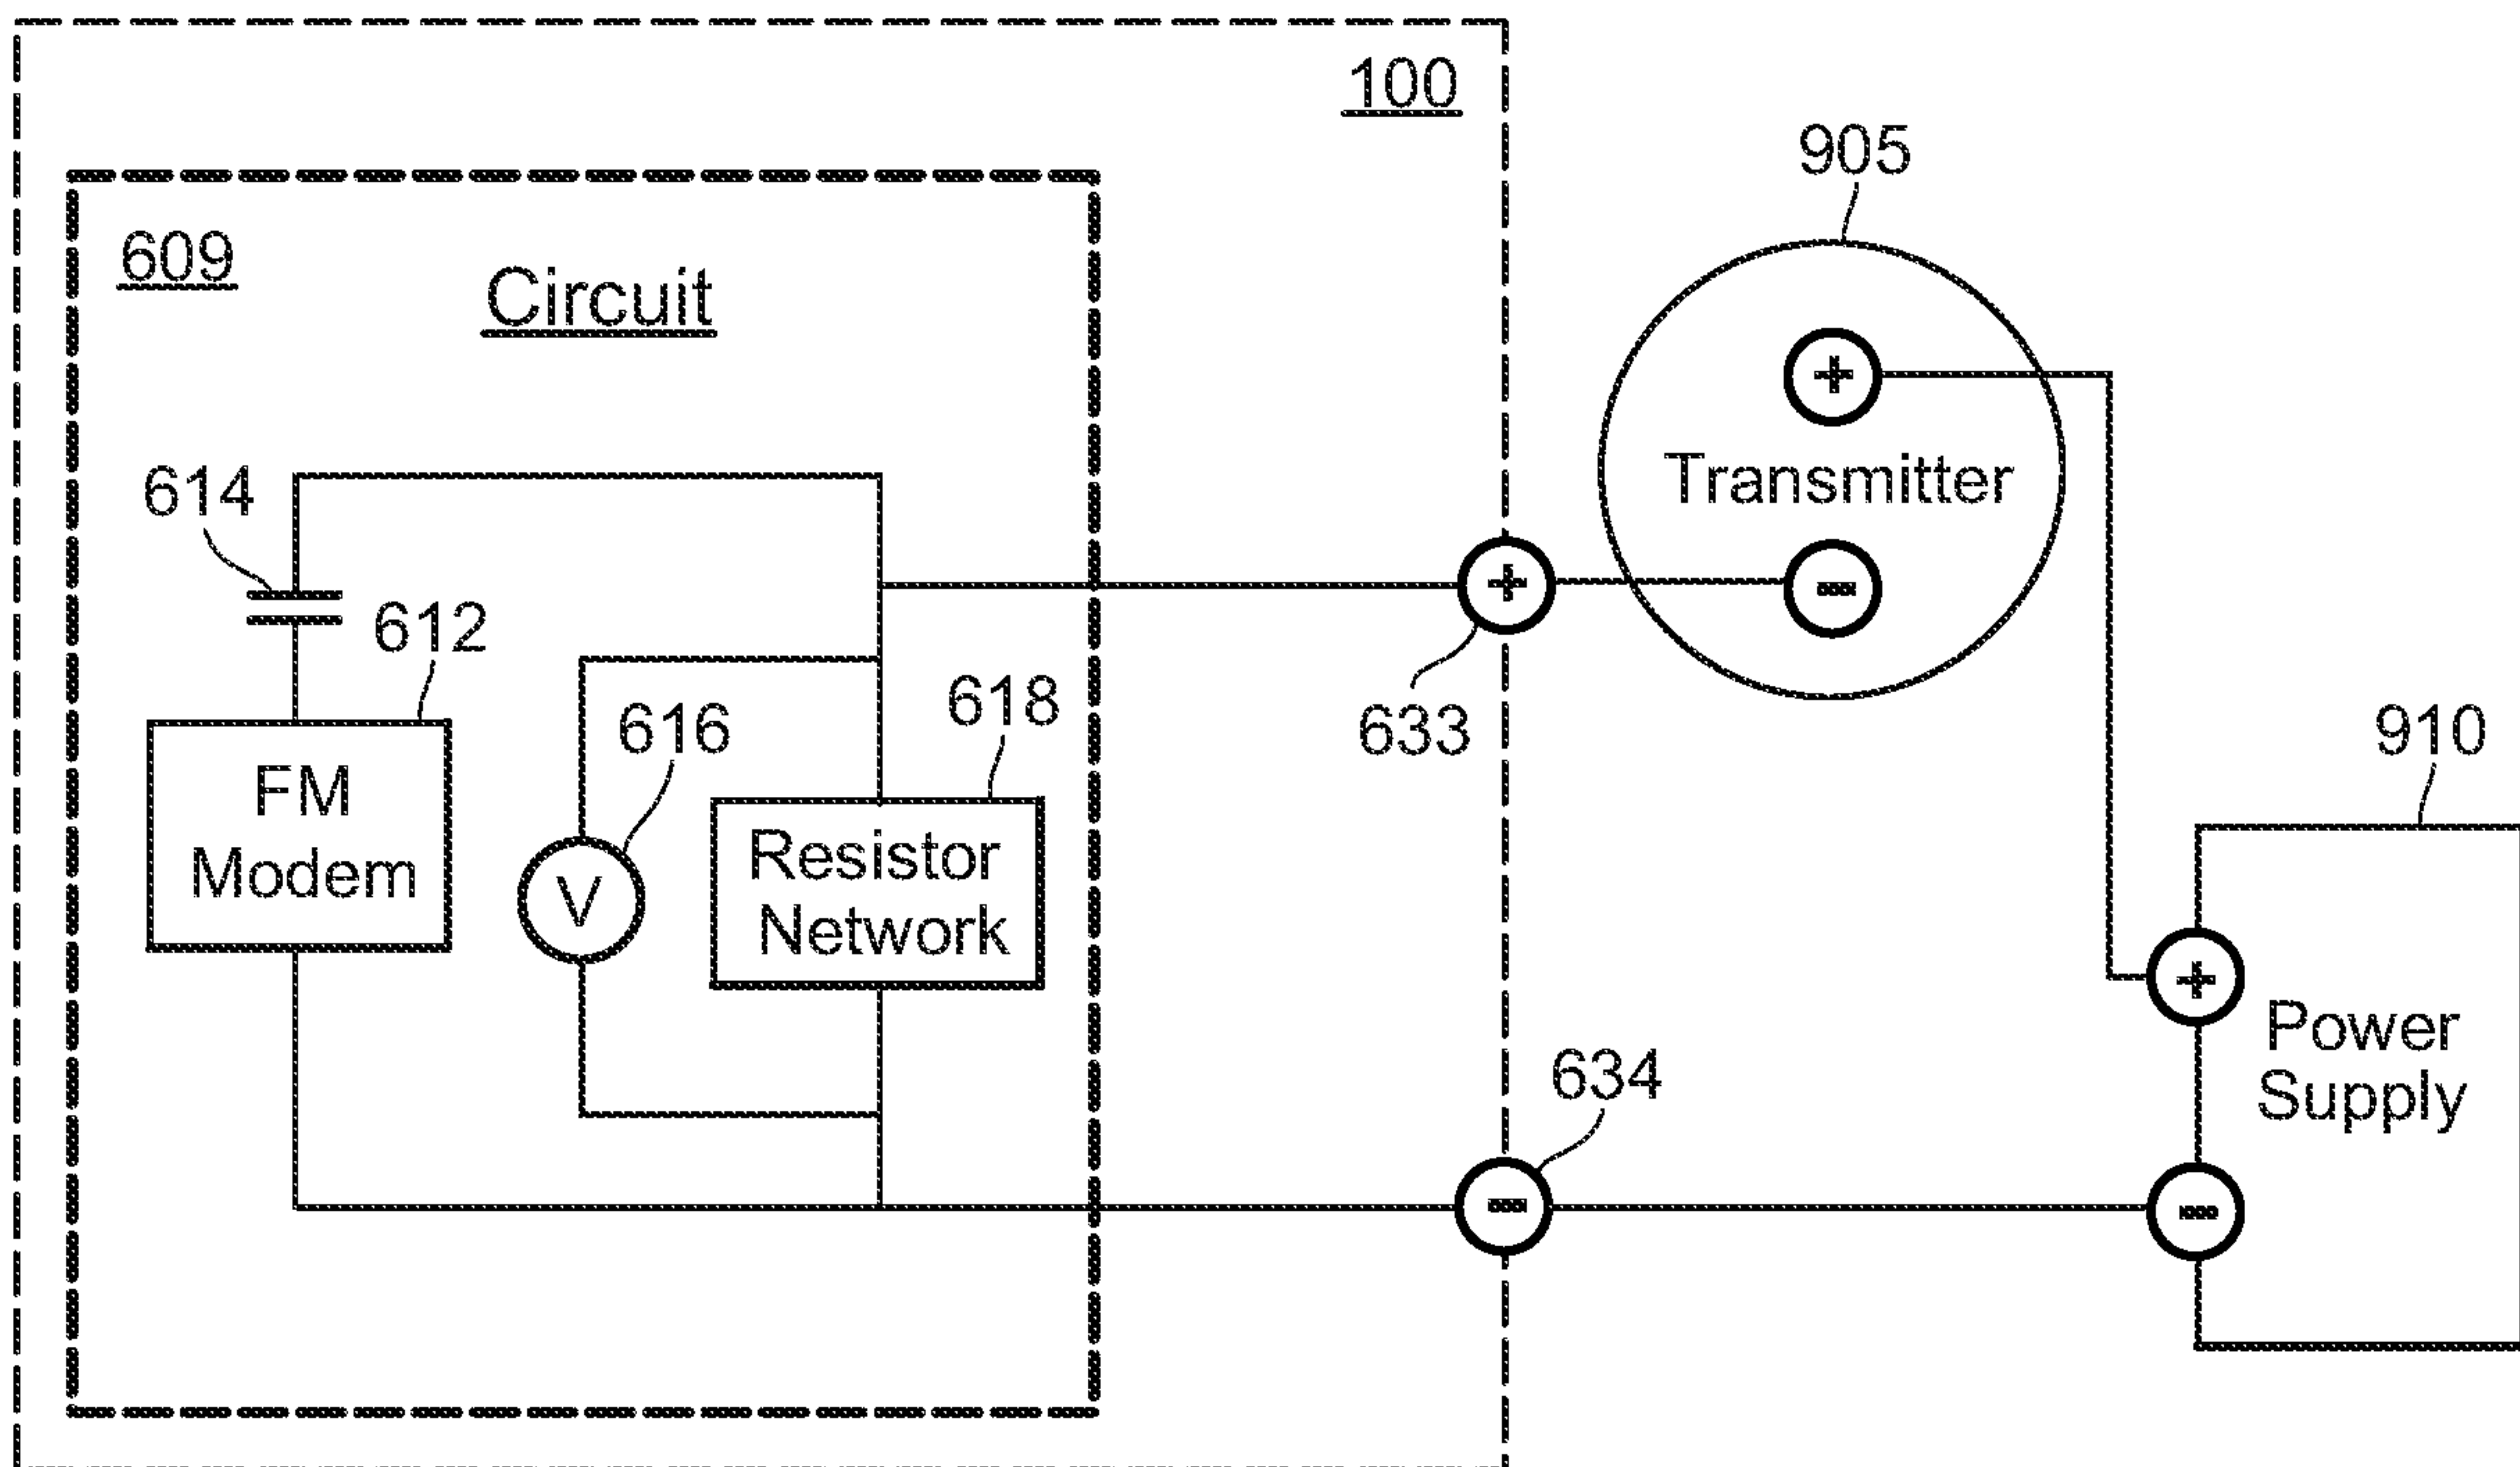 100
905
609
Circuit
614
+
Transmitter
612
+
-
618
616
633
910
FM
Modem
V
Resistor
Network
+
Power
Supply
634
-
-